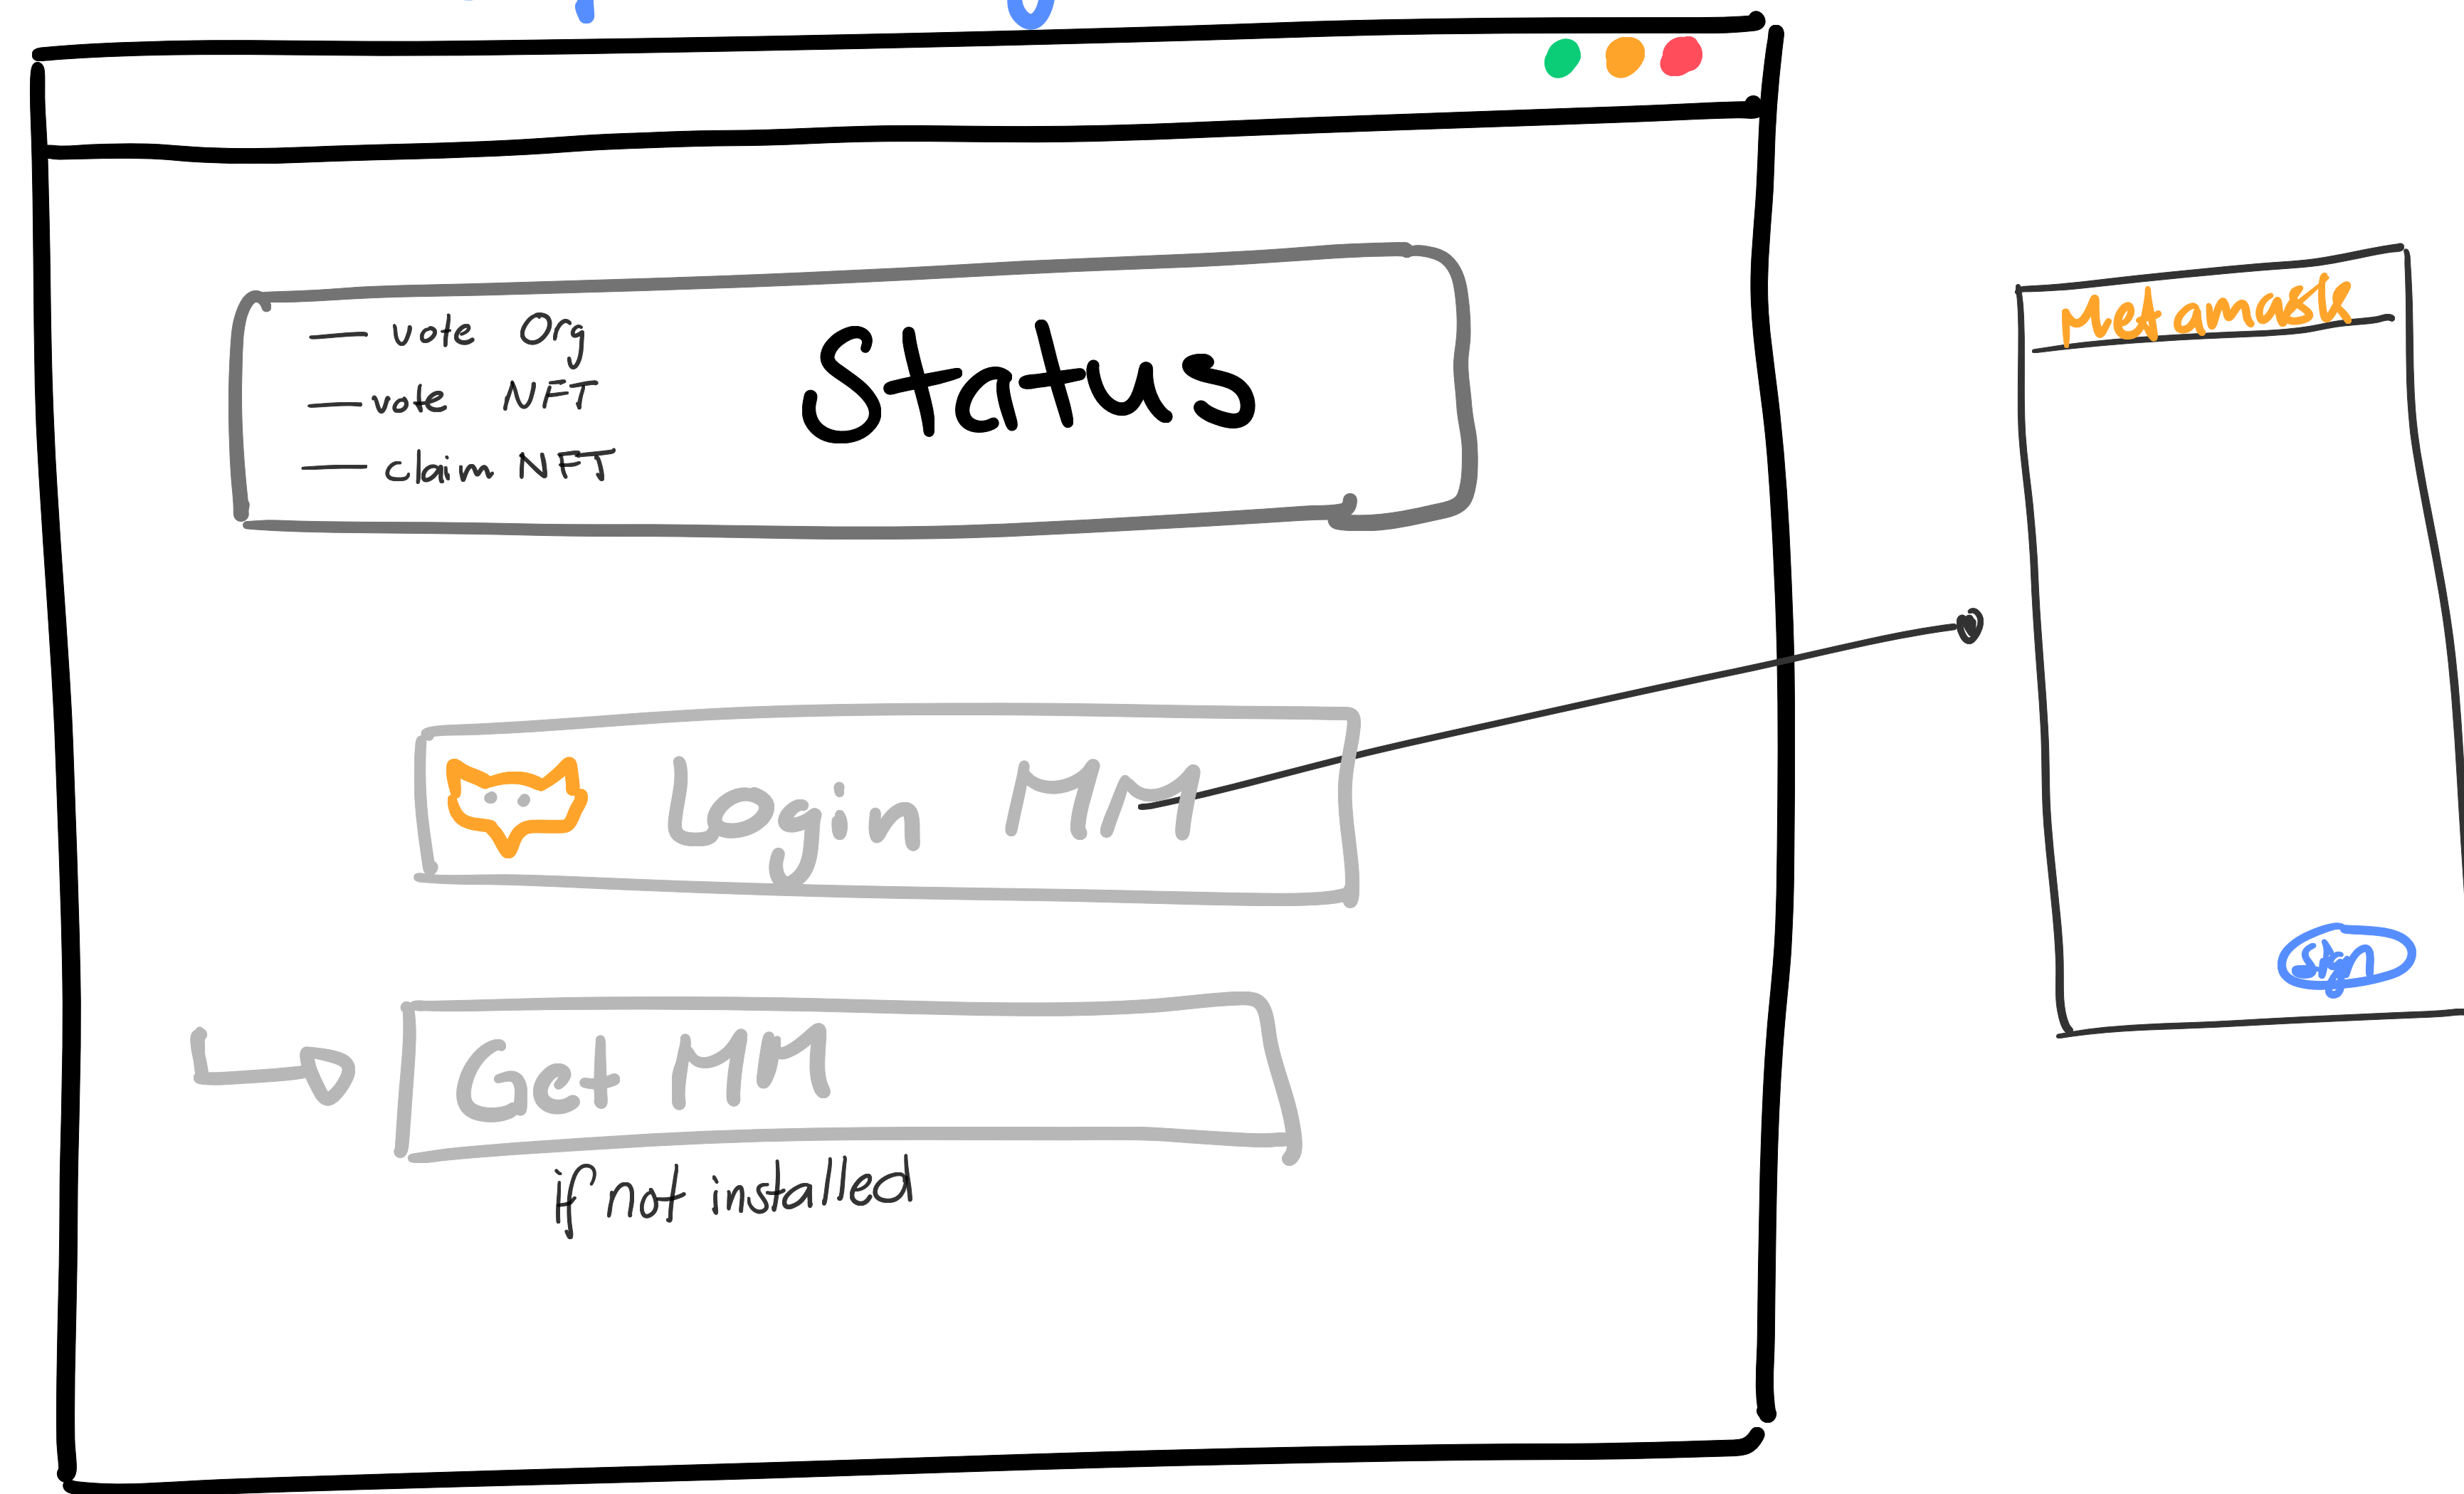 vote Org
vote NFT
claim NFT
Status
Login MM
Get MM
if not installed
Metamask
sign